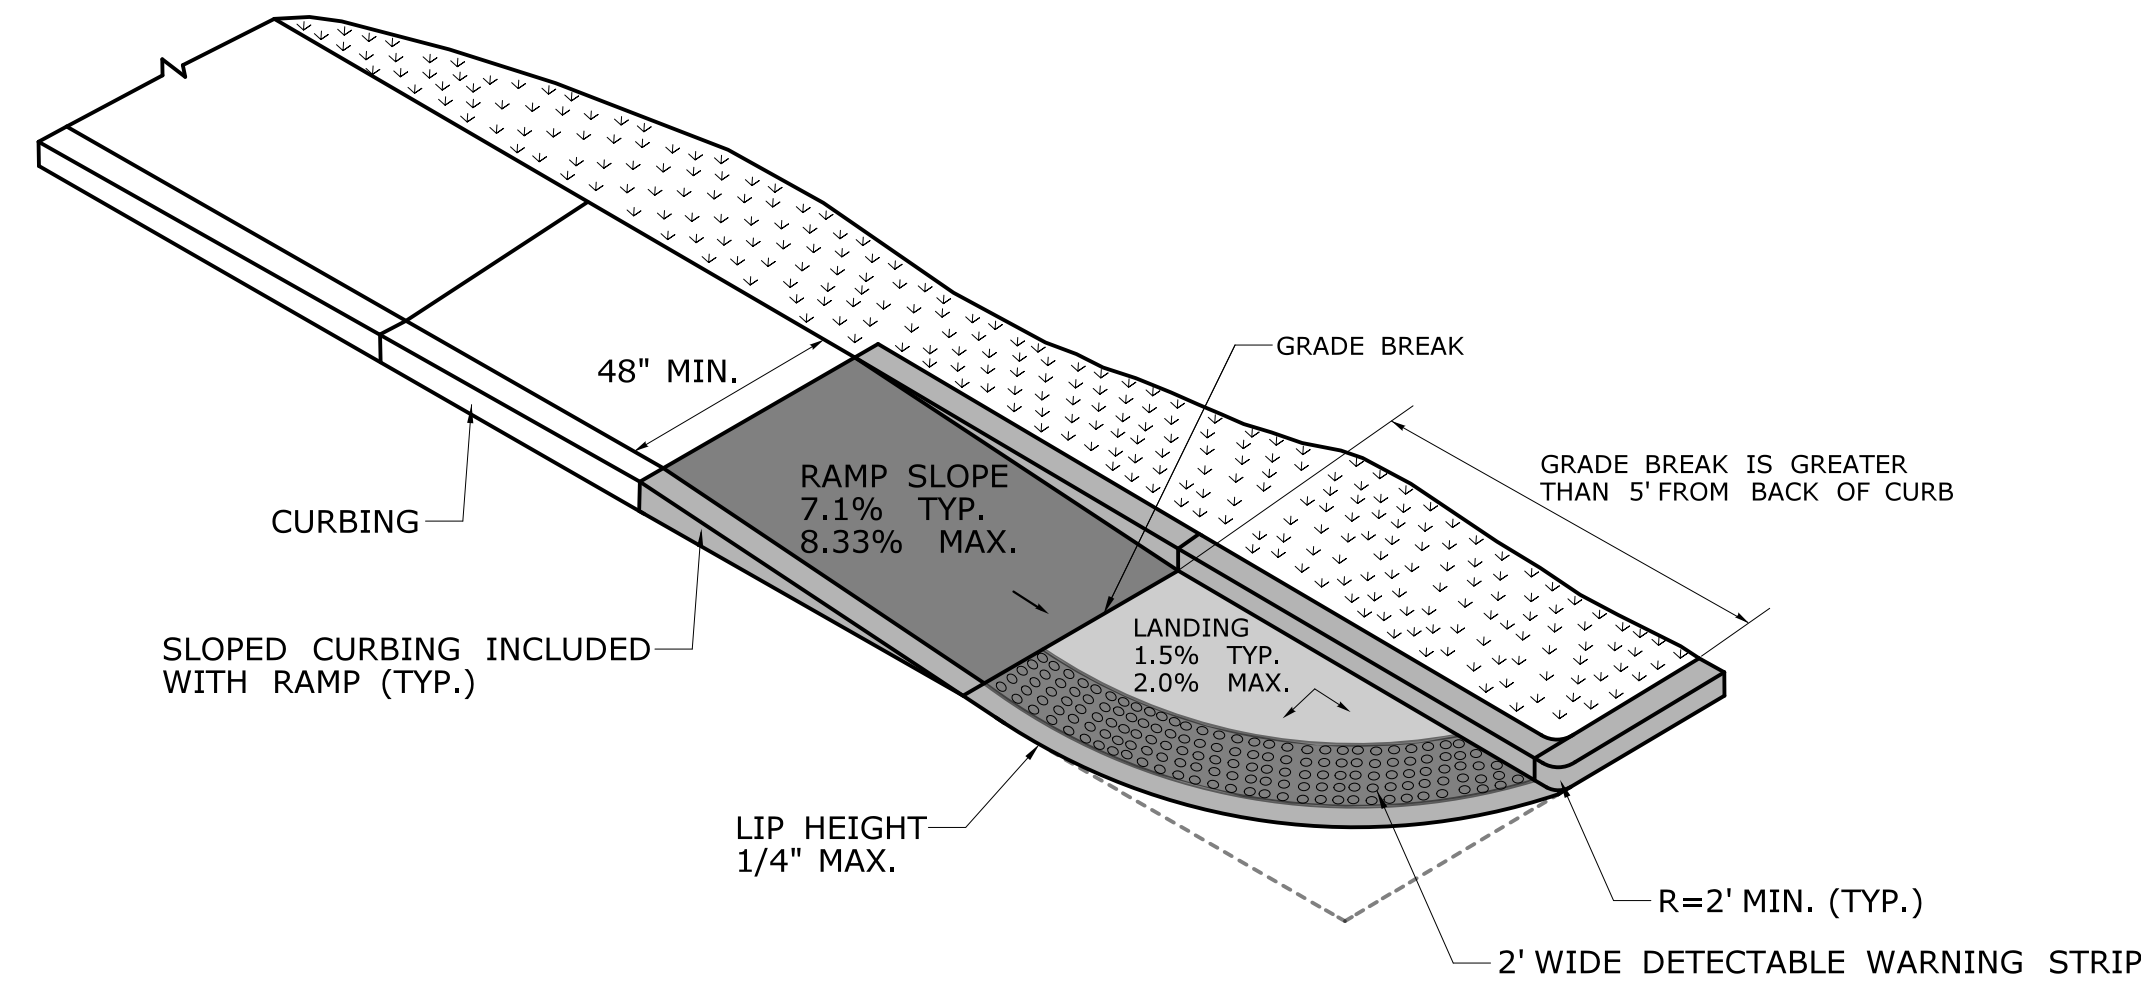 GRADE BREAK
48" MIN.
GRADE BREAK IS GREATER
THAN 5' FROM BACK OF CURB
RAMP SLOPE
7.1% TYP.
8.33% MAX.
CURBING
LANDING
1.5% TYP.
2.0% MAX.
SLOPED CURBING INCLUDED
WITH RAMP (TYP.)
LIP HEIGHT
1/4" MAX.
R=2' MIN. (TYP.)
2' WIDE DETECTABLE WARNING STRIP